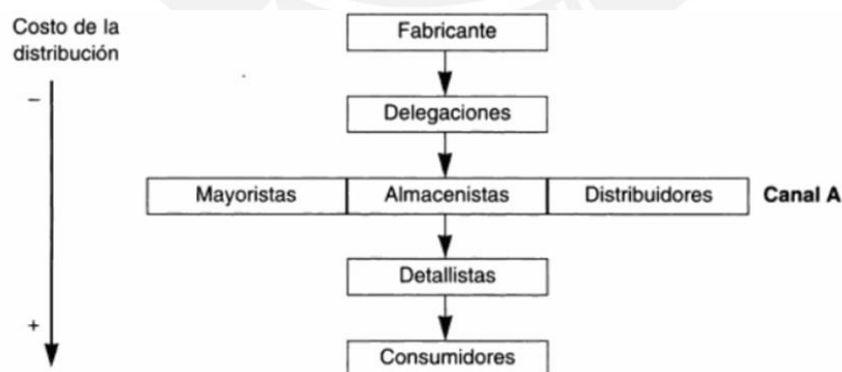 Costo de la
distribución
–
+
Fabricante
Delegaciones
Mayoristas Almacenistas Distribuidores Canal A
Detallistas
Consumidores